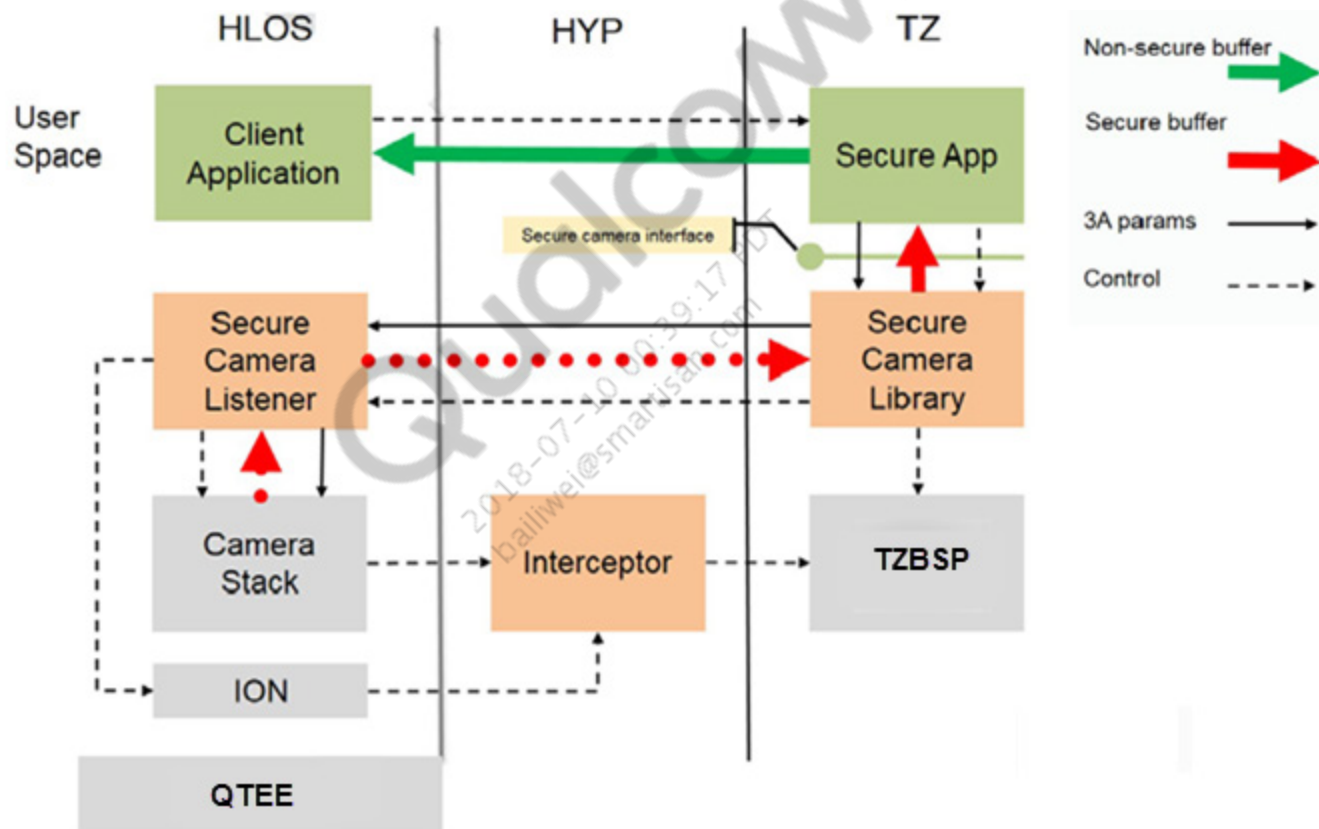 HLOS
HYP
TZ
User
Space
Client
Application
Secure App
Secure camera interface
Secure
Camera
Listener
Secure
Camera
Library
Camera
Stack
Interceptor
TZBSP
ION
QTEE
Non-secure buffer
Secure buffer
3A params
Control
Qualcom
2018-07-10 00:39:17 PDT
bailiwei@smartisan.com